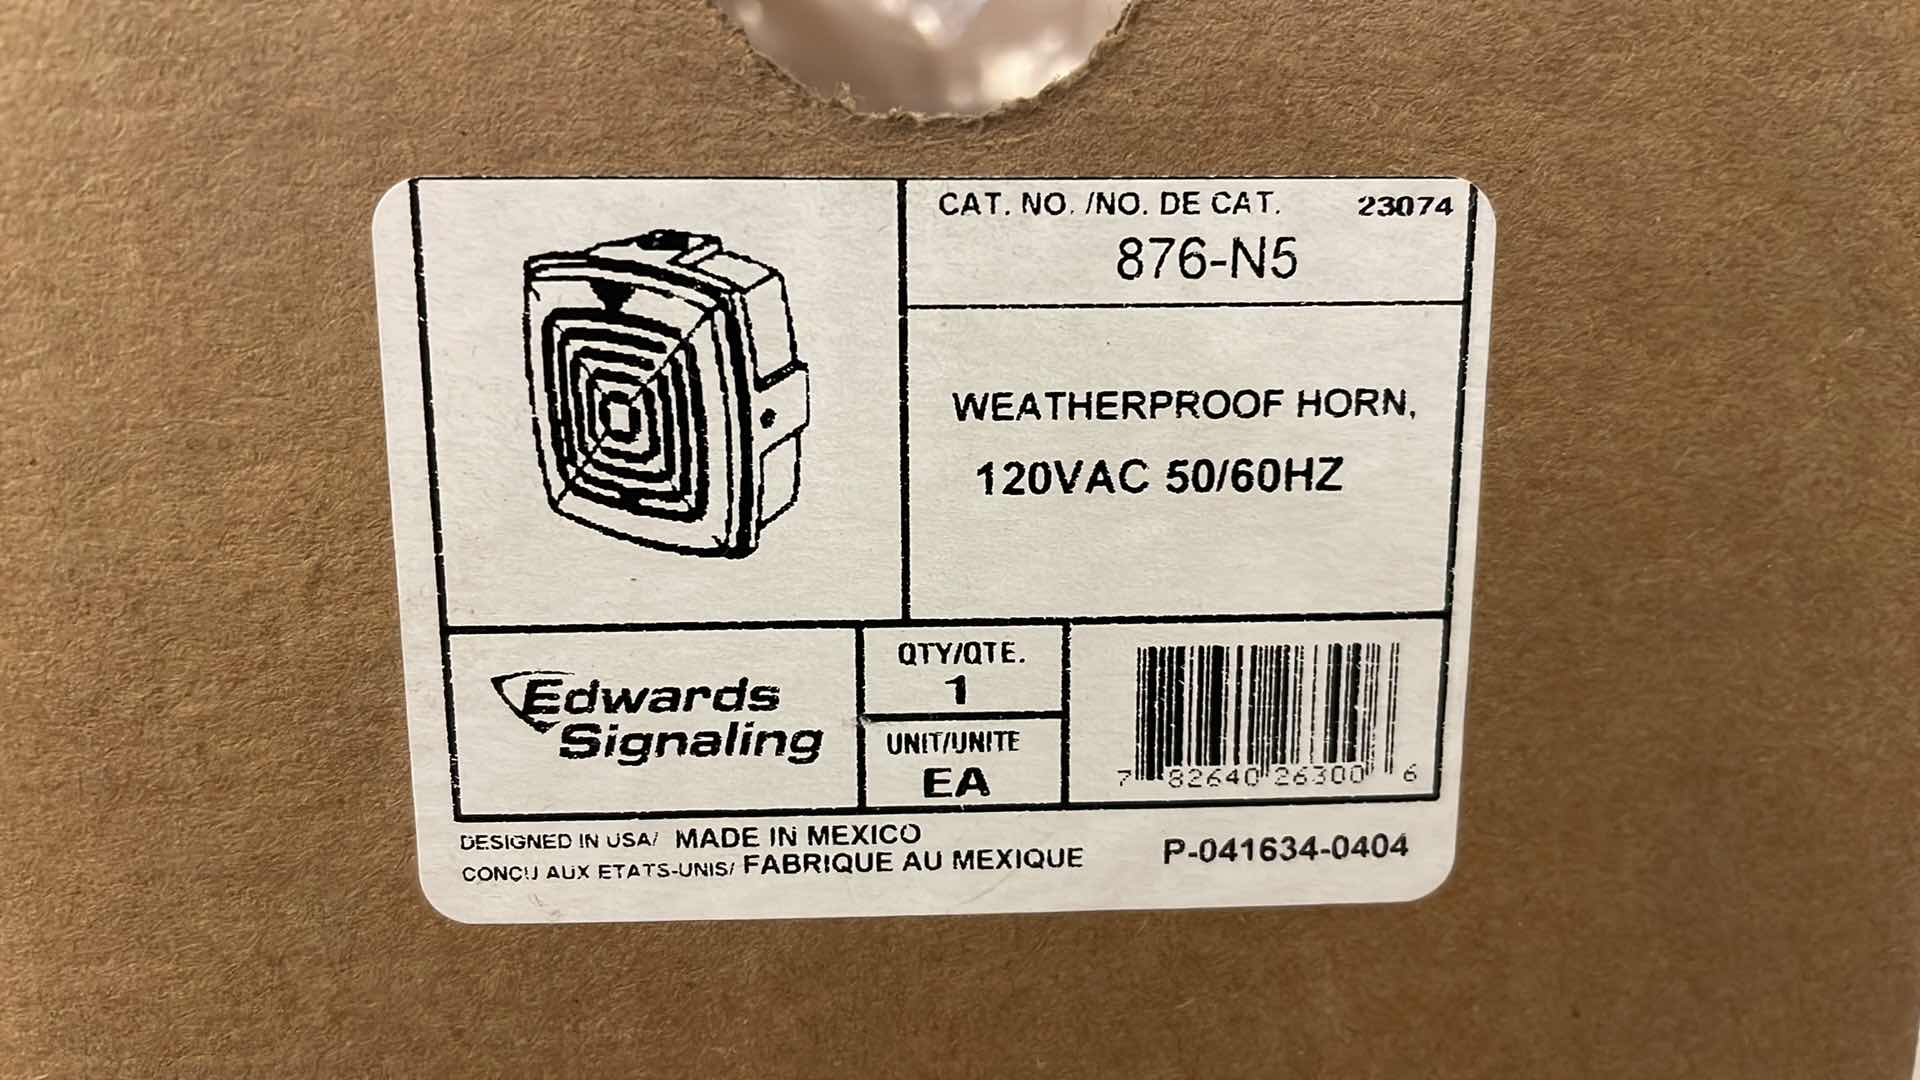 CAT. NO. /NO. DE CAT. 23074
876-N5
WEATHERPROOF HORN,
120VAC 50/60HZ
Edwards
Signaling
QTY/QTE.
1
UNIT/UNITE
EA
7 82640 26300 6
DESIGNED IN USA/ MADE IN MEXICO
CONCU AUX ETATS-UNIS/ FABRIQUE AU MEXIQUE
P-041634-0404